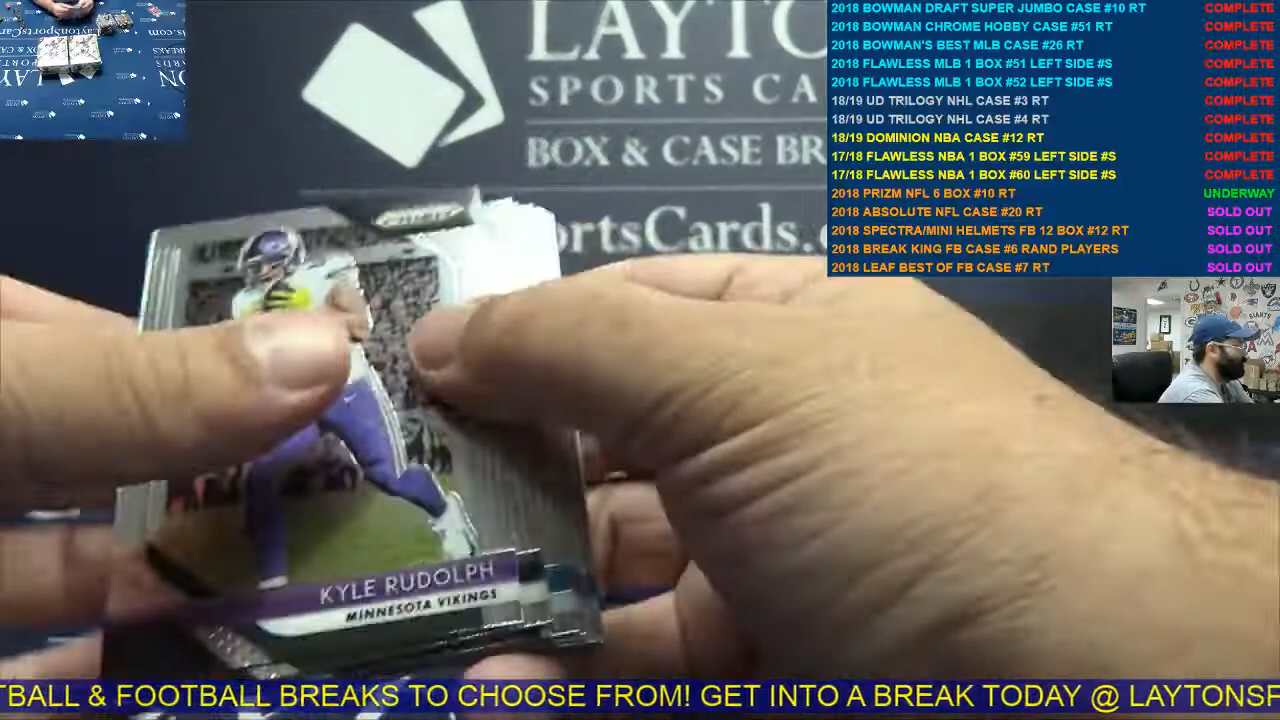 LAYTO
SPORTS CA
BOX & CASE BR
ortsCards.
KYLE RUDOLPH
MINNESOTA VIKINGS
2018 BOWMAN DRAFT SUPER JUMBO CASE #10 RT COMPLETE
2018 BOWMAN CHROME HOBBY CASE #51 RT COMPLETE
2018 BOWMAN'S BEST MLB CASE #26 RT COMPLETE
2018 FLAWLESS MLB 1 BOX #51 LEFT SIDE #S COMPLETE
2018 FLAWLESS MLB 1 BOX #52 LEFT SIDE #S COMPLETE
18/19 UD TRILOGY NHL CASE #3 RT COMPLETE
18/19 UD TRILOGY NHL CASE #4 RT COMPLETE
18/19 DOMINION NBA CASE #12 RT COMPLETE
17/18 FLAWLESS NBA 1 BOX #59 LEFT SIDE #S COMPLETE
17/18 FLAWLESS NBA 1 BOX #60 LEFT SIDE #S COMPLETE
2018 PRIZM NFL 6 BOX #10 RT UNDERWAY
2018 ABSOLUTE NFL CASE #20 RT SOLD OUT
2018 SPECTRA/MINI HELMETS FB 12 BOX #12 RT SOLD OUT
2018 BREAK KING FB CASE #6 RAND PLAYERS SOLD OUT
2018 LEAF BEST OF FB CASE #7 RT SOLD OUT
TBALL & FOOTBALL BREAKS TO CHOOSE FROM! GET INTO A BREAK TODAY @ LAYTONSP